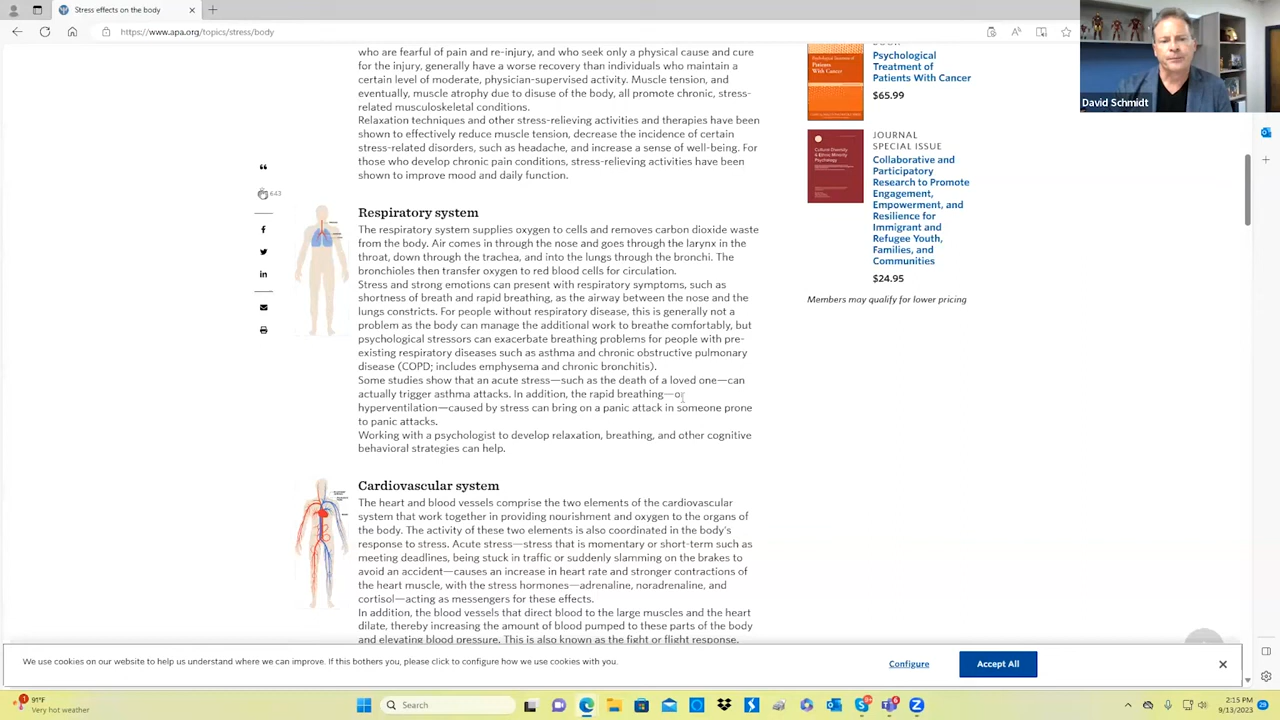 Stress effects on the body
https://www.apa.org/topics/stress/body
who are fearful of pain and re-injury, and who seek only a physical cause and cure
for the injury, generally have a worse recovery than individuals who maintain a
certain level of moderate, physician-supervised activity. Muscle tension, and
eventually, muscle atrophy due to disuse of the body, all promote chronic, stress-
related musculoskeletal conditions.
Relaxation techniques and other stress-relieving activities and therapies have been
shown to effectively reduce muscle tension, decrease the incidence of certain
stress-related disorders, such as headache, and increase a sense of well-being. For
those who develop chronic pain conditions, stress-relieving activities have been
shown to improve mood and daily function.
643
Respiratory system
The respiratory system supplies oxygen to cells and removes carbon dioxide waste
from the body. Air comes in through the nose and goes through the larynx in the
throat, down through the trachea, and into the lungs through the bronchi. The
bronchioles then transfer oxygen to red blood cells for circulation.
Stress and strong emotions can present with respiratory symptoms, such as
shortness of breath and rapid breathing, as the airway between the nose and the
lungs constricts. For people without respiratory disease, this is generally not a
problem as the body can manage the additional work to breathe comfortably, but
psychological stressors can exacerbate breathing problems for people with pre-
existing respiratory diseases such as asthma and chronic obstructive pulmonary
disease (COPD; includes emphysema and chronic bronchitis).
Some studies show that an acute stress—such as the death of a loved one—can
actually trigger asthma attacks. In addition, the rapid breathing—or
hyperventilation—caused by stress can bring on a panic attack in someone prone
to panic attacks.
Working with a psychologist to develop relaxation, breathing, and other cognitive
behavioral strategies can help.
Cardiovascular system
The heart and blood vessels comprise the two elements of the cardiovascular
system that work together in providing nourishment and oxygen to the organs of
the body. The activity of these two elements is also coordinated in the body's
response to stress. Acute stress—stress that is momentary or short-term such as
meeting deadlines, being stuck in traffic or suddenly slamming on the brakes to
avoid an accident—causes an increase in heart rate and stronger contractions of
the heart muscle, with the stress hormones—adrenaline, noradrenaline, and
cortisol—acting as messengers for these effects.
In addition, the blood vessels that direct blood to the large muscles and the heart
dilate, thereby increasing the amount of blood pumped to these parts of the body
and elevating blood pressure. This is also known as the fight or flight response.
BOOK
Psychological
Treatment of
Patients With Cancer
$65.99
Psychological Treatment of
Patients
With Cancer
JOURNAL
SPECIAL ISSUE
Collaborative and
Participatory
Research to Promote
Engagement,
Empowerment, and
Resilience for
Immigrant and
Refugee Youth,
Families, and
Communities
$24.95
Cultural Diversity
& Ethnic Minority
Psychology
Members may qualify for lower pricing
David Schmidt
We use cookies on our website to help us understand where we can improve. If this bothers you, please click to configure how we use cookies with you.
Configure
Accept All
1
91°F
Very hot weather
Search
2:15 PM
9/13/2023